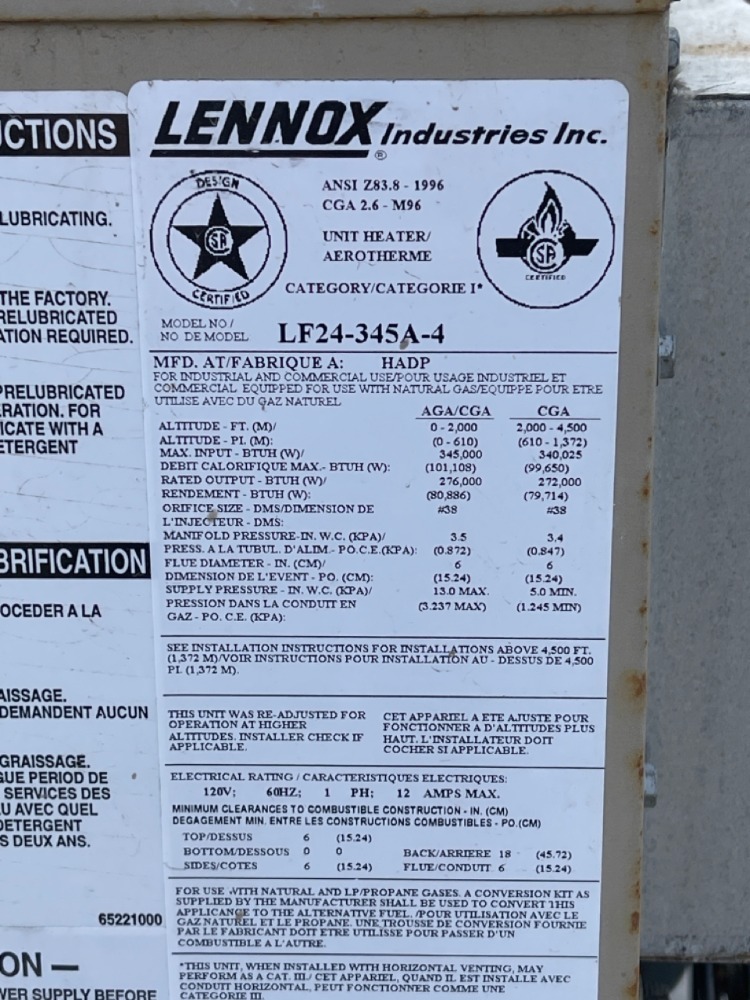 UCTIONS
LUBRICATING.
THE FACTORY.
RELUBRICATED
ATION REQUIRED.
PRELUBRICATED
RATION. FOR
ICATE WITH A
ETERGENT
BRIFICATION
OCEDER A LA
AISSAGE.
DEMANDENT AUCUN
GRAISSAGE.
GUE PERIOD DE
SERVICES DES
U AVEC QUEL
DETERGENT
S DEUX ANS.
65221000
ON —
WER SUPPLY BEFORE
LENNOX® Industries Inc.
DESIGN
SA
CERTIFIED
ANSI Z83.8 - 1996
CGA 2.6 - M96
UNIT HEATER/
AEROTHERME
CATEGORY/CATEGORIE I*
SA
CERTIFIED
MODEL NO /
NO DE MODEL LF24-345A-4
MFD. AT/FABRIQUE A: HADP
FOR INDUSTRIAL AND COMMERCIAL USE/POUR USAGE INDUSTRIEL ET
COMMERCIAL EQUIPPED FOR USE WITH NATURAL GAS/EQUIPPE POUR ETRE
UTILISE AVEC DU GAZ NATUREL
AGA/CGA CGA
ALTITUDE - FT. (M)/ 0 - 2,000 2,000 - 4,500
ALTITUDE - PI. (M): (0 - 610) (610 - 1,372)
MAX. INPUT - BTUH (W)/ 345,000 340,025
DEBIT CALORIFIQUE MAX.- BTUH (W): (101,108) (99,650)
RATED OUTPUT - BTUH (W)/ 276,000 272,000
RENDEMENT - BTUH (W): (80,886) (79,714)
ORIFICE SIZE - DMS/DIMENSION DE #38 #38
L'INJECTEUR - DMS:
MANIFOLD PRESSURE-IN. W.C. (KPA)/ 3.5 3.4
PRESS. A LA TUBUL. D'ALIM.- PO.C.E.(KPA): (0.872) (0.847)
FLUE DIAMETER - IN. (CM)/ 6 6
DIMENSION DE L'EVENT - PO. (CM): (15.24) (15.24)
SUPPLY PRESSURE - IN. W.C. (KPA)/ 13.0 MAX. 5.0 MIN.
PRESSION DANS LA CONDUIT EN (3.237 MAX) (1.245 MIN)
GAZ - PO. C.E. (KPA):
SEE INSTALLATION INSTRUCTIONS FOR INSTALLATIONS ABOVE 4,500 FT.
(1,372 M)/VOIR INSTRUCTIONS POUR INSTALLATION AU - DESSUS DE 4,500
PI. (1,372 M).
THIS UNIT WAS RE-ADJUSTED FOR
OPERATION AT HIGHER
ALTITUDES. INSTALLER CHECK IF
APPLICABLE.
CET APPAREIL A ETE AJUSTE POUR
FONCTIONNER A D'ALTITUDES PLUS
HAUT. L'INSTALLATEUR DOIT
COCHER SI APPLICABLE.
ELECTRICAL RATING / CARACTERISTIQUES ELECTRIQUES:
120V; 60HZ; 1 PH; 12 AMPS MAX.
MINIMUM CLEARANCES TO COMBUSTIBLE CONSTRUCTION - IN. (CM)
DEGAGEMENT MIN. ENTRE LES CONSTRUCTIONS COMBUSTIBLES - PO.(CM)
TOP/DESSUS 6 (15.24)
BOTTOM/DESSOUS 0 0 BACK/ARRIERE 18 (45.72)
SIDES/COTES 6 (15.24) FLUE/CONDUIT 6 (15.24)
FOR USE WITH NATURAL AND LP/PROPANE GASES. A CONVERSION KIT AS
SUPPLIED BY THE MANUFACTURER SHALL BE USED TO CONVERT THIS
APPLICANCE TO THE ALTERNATIVE FUEL. /POUR UTILISATION AVEC LE
GAZ NATUREL ET LE PROPANE. UNE TROUSSE DE CONVERSION FOURNIE
PAR LE FABRICANT DOIT ETRE UTILISSE POUR PASSER D'UN
COMBUSTIBLE A L'AUTRE.
*THIS UNIT, WHEN INSTALLED WITH HORIZONTAL VENTING, MAY
PERFORM AS A CAT. III./ CET APPAREIL, QUAND IL EST INSTALLE AVEC
CONDUIT HORIZONTAL, PEUT FONCTIONNER COMME UNE
CATEGORIE III.